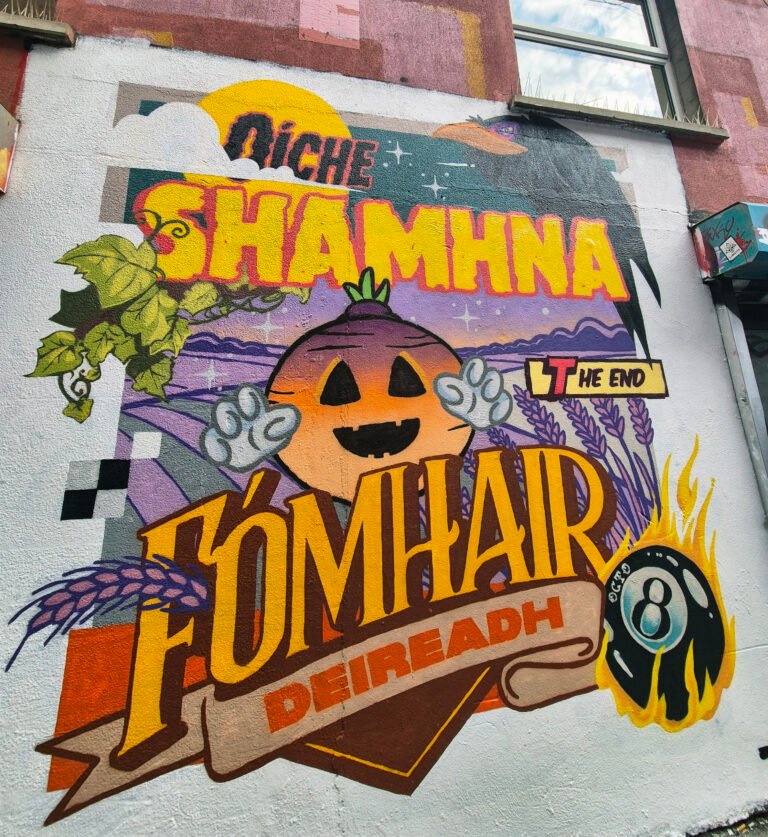 OÍCHE
SHAMHNA
THE END
FÓMHAIR
DEIREADH
OCTO
8